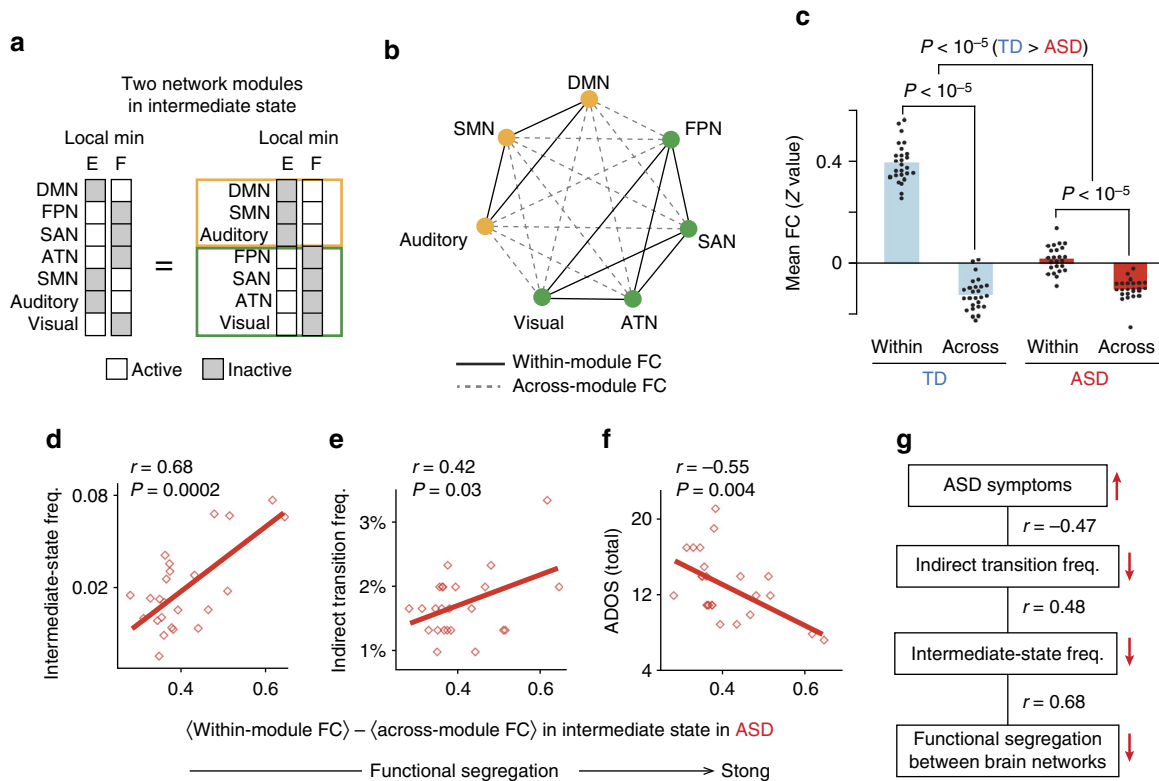 a
Two network modules
in intermediate state
Local min
E F
DMN
FPN
SAN
ATN
SMN
Auditory
Visual
=
Local min
E F
DMN
SMN
Auditory
FPN
SAN
ATN
Visual
Active Inactive
b
DMN
SMN
FPN
Auditory
SAN
Visual
ATN
Within-module FC
Across-module FC
c
P < 10⁻⁵ (TD > ASD)
P < 10⁻⁵
P < 10⁻⁵
Mean FC (Z value)
0.4
0
Within Across Within Across
TD ASD
d
r = 0.68
P = 0.0002
Intermediate-state freq.
0.08
0.02
0.4 0.6
e
r = 0.42
P = 0.03
Indirect transition freq.
3%
2%
1%
0.4 0.6
f
r = –0.55
P = 0.004
ADOS (total)
20
12
4
0.4 0.6
⟨Within-module FC⟩ – ⟨across-module FC⟩ in intermediate state in ASD
Functional segregation Stong
g
ASD symptoms
r = –0.47
Indirect transition freq.
r = 0.48
Intermediate-state freq.
r = 0.68
Functional segregation
between brain networks